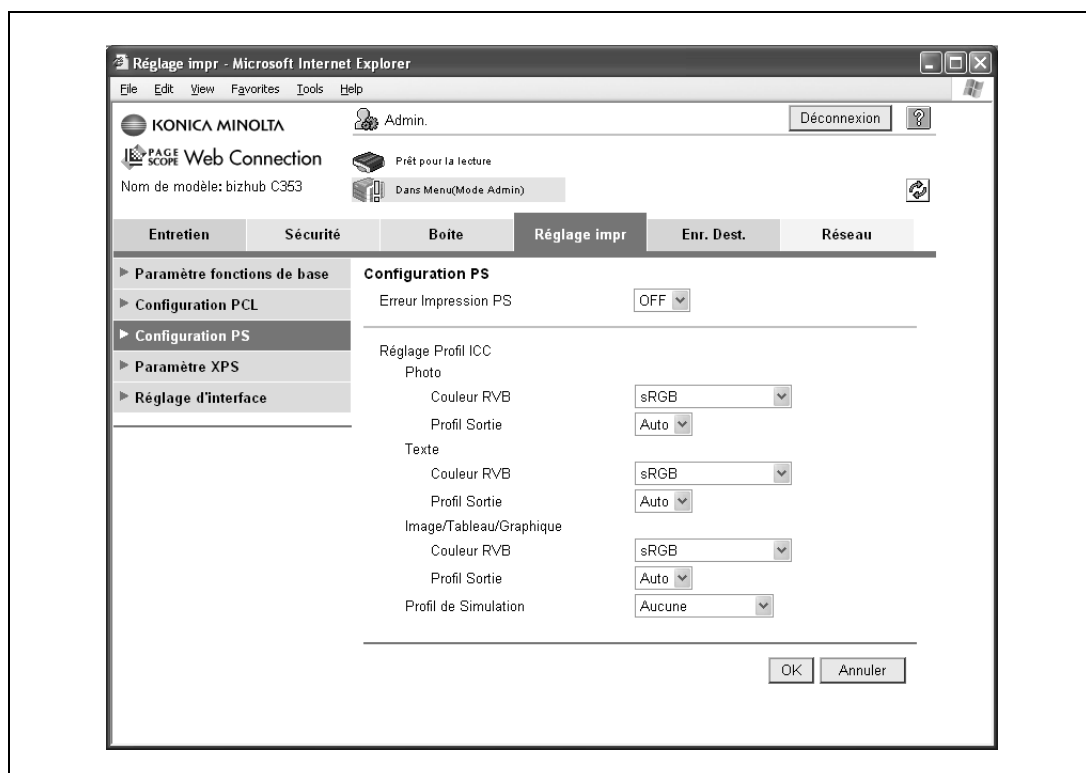 Réglage impr - Microsoft Internet Explorer
File Edit View Favorites Tools Help
KONICA MINOLTA
Admin.
Déconnexion
?
PAGE SCOPE Web Connection
Prêt pour la lecture
Nom de modèle: bizhub C353
Dans Menu(Mode Admin)
Entretien Sécurité Boîte Réglage impr Enr. Dest. Réseau
Paramètre fonctions de base
Configuration PCL
Configuration PS
Paramètre XPS
Réglage d'interface
Configuration PS
Erreur Impression PS OFF
Réglage Profil ICC
Photo
Couleur RVB sRGB
Profil Sortie Auto
Texte
Couleur RVB sRGB
Profil Sortie Auto
Image/Tableau/Graphique
Couleur RVB sRGB
Profil Sortie Auto
Profil de Simulation Aucune
OK Annuler